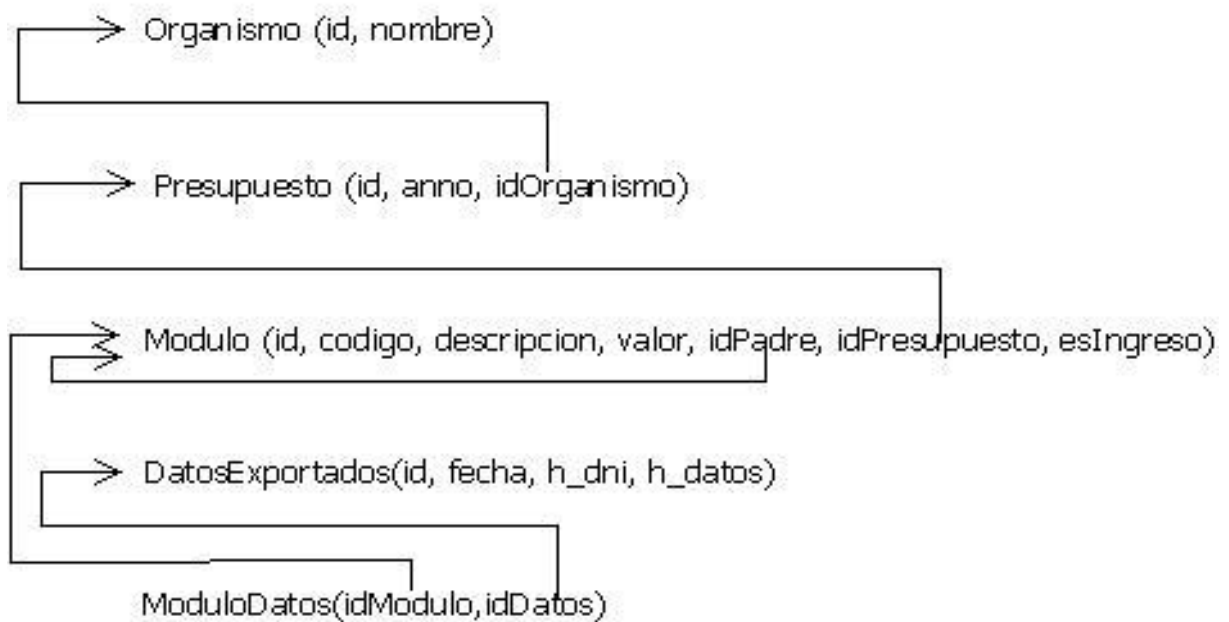 Organismo (id, nombre)
Presupuesto (id, anno, idOrganismo)
Modulo (id, codigo, descripcion, valor, idPadre, idPresupuesto, esIngreso)
DatosExportados(id, fecha, h_dni, h_datos)
ModuloDatos(idModulo,idDatos)